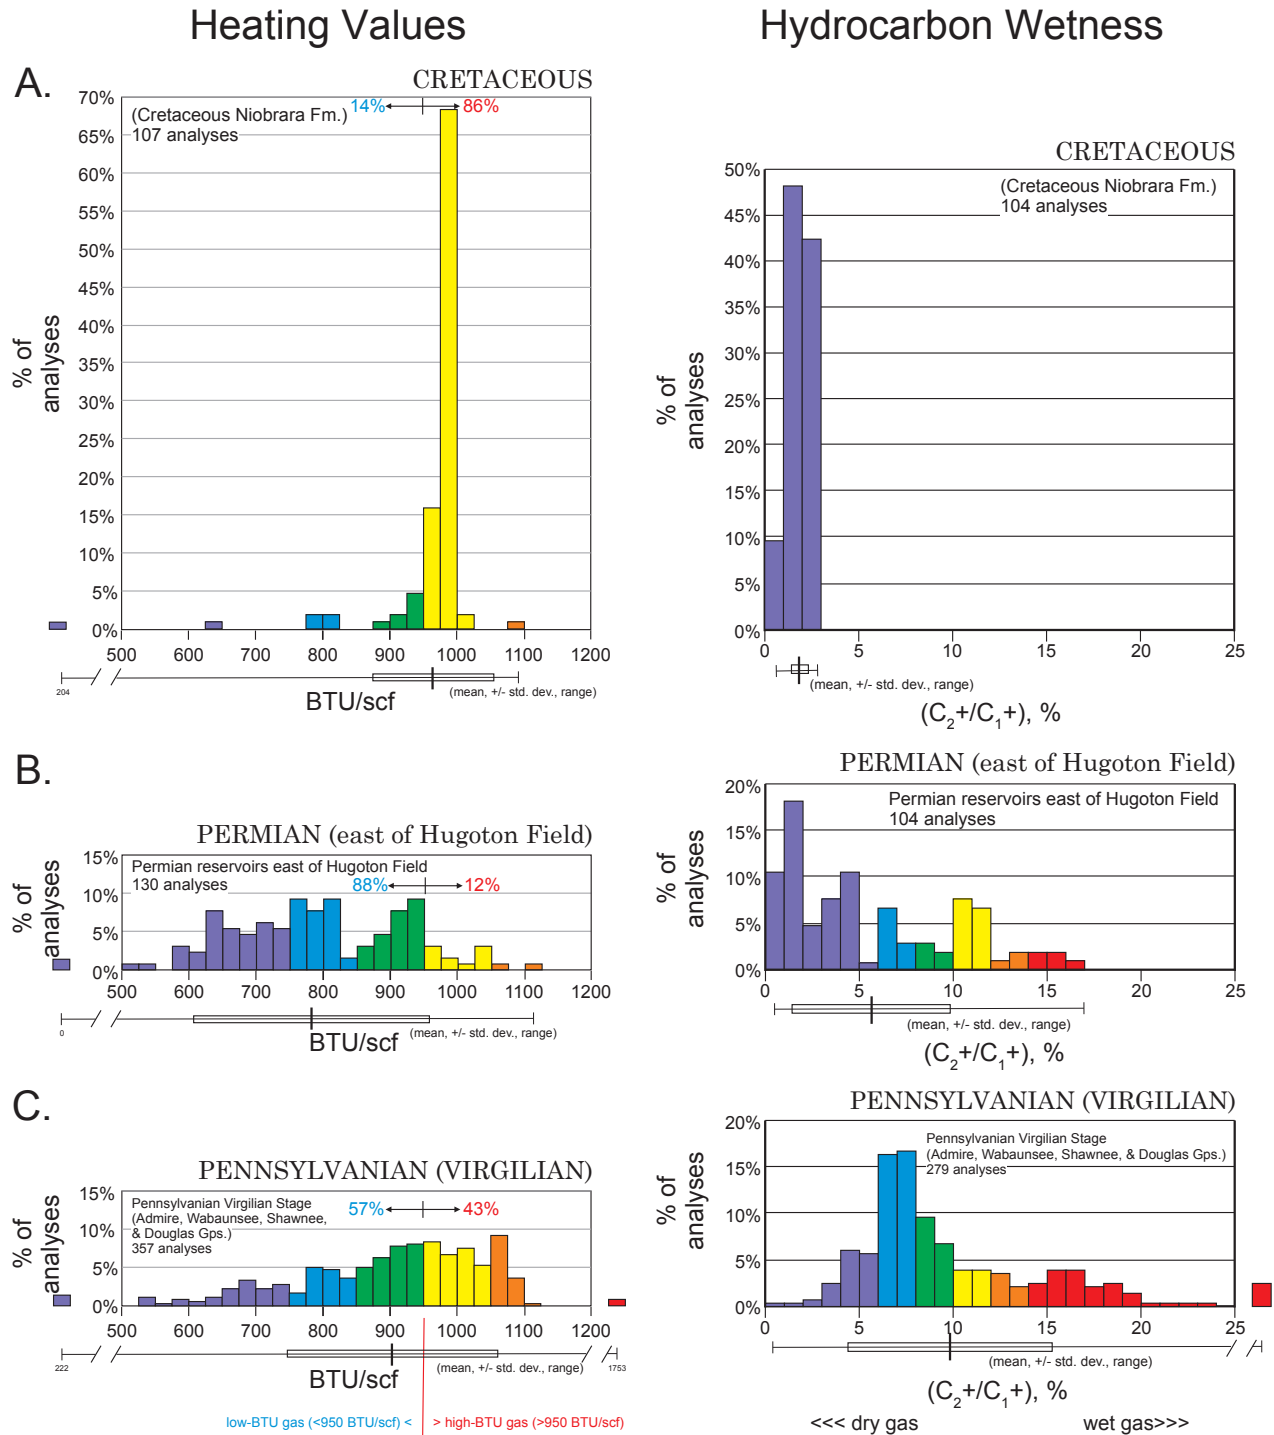 Heating Values
Hydrocarbon Wetness
A.
CRETACEOUS
(Cretaceous Niobrara Fm.)
107 analyses
14%
86%
70%
65%
60%
55%
50%
45%
40%
35%
30%
25%
20%
15%
10%
5%
0%
% of
analyses
500 600 700 800 900 1000 1100 1200
204
(mean, +/- std. dev., range)
BTU/scf
CRETACEOUS
(Cretaceous Niobrara Fm.)
104 analyses
50%
45%
40%
35%
30%
25%
20%
15%
10%
5%
0%
% of
analyses
0 5 10 15 20 25
(mean, +/- std. dev., range)
(C2+/C1+), %
B.
PERMIAN (east of Hugoton Field)
Permian reservoirs east of Hugoton Field
130 analyses
88%
12%
15%
10%
5%
0%
% of
analyses
500 600 700 800 900 1000 1100 1200
0
(mean, +/- std. dev., range)
BTU/scf
PERMIAN (east of Hugoton Field)
Permian reservoirs east of Hugoton Field
104 analyses
20%
15%
10%
5%
0%
% of
analyses
0 5 10 15 20 25
(mean, +/- std. dev., range)
(C2+/C1+), %
C.
PENNSYLVANIAN (VIRGILIAN)
Pennsylvanian Virgilian Stage
(Admire, Wabaunsee, Shawnee,
& Douglas Gps.)
357 analyses
57%
43%
15%
10%
5%
0%
% of
analyses
500 600 700 800 900 1000 1100 1200
222
(mean, +/- std. dev., range)
1753
BTU/scf
low-BTU gas (<950 BTU/scf) <
> high-BTU gas (>950 BTU/scf)
PENNSYLVANIAN (VIRGILIAN)
Pennsylvanian Virgilian Stage
(Admire, Wabaunsee, Shawnee, & Douglas Gps.)
279 analyses
20%
15%
10%
5%
0%
% of
analyses
0 5 10 15 20 25
(mean, +/- std. dev., range)
(C2+/C1+), %
<<< dry gas
wet gas>>>